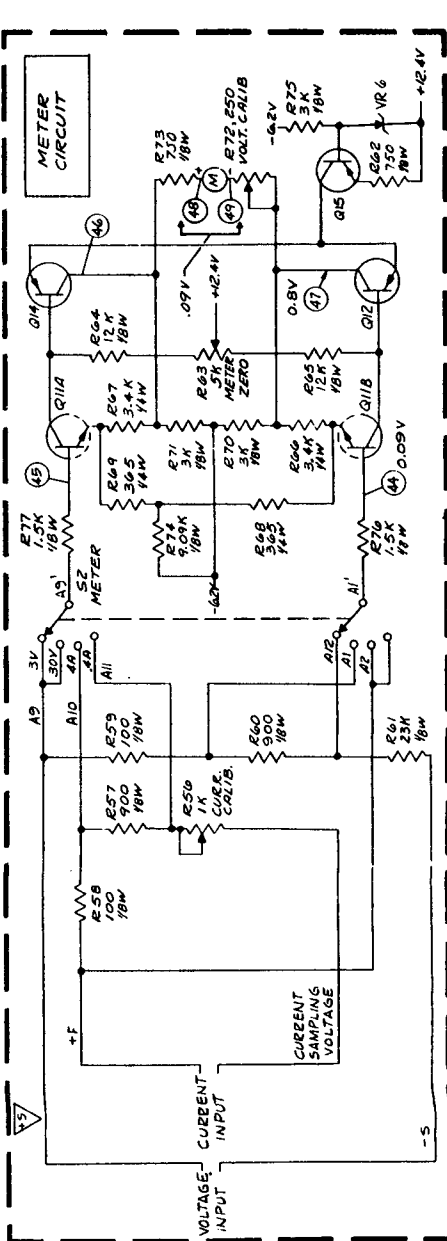 METER
CIRCUIT
+S
VOLTAGE
INPUT
CURRENT
INPUT
+F
-S
CURRENT
SAMPLING
VOLTAGE
R58
100
1/8W
R57
900
1/8W
R59
100
1/8W
R56
1K
CURR.
CALIB.
R60
900
1/8W
R61
23K
1/8W
A9
3V
30V
A10
4A
.4A
A11
A9'
S2
METER
A12
A1
A2
A1'
R77
1.5K
1/8W
R76
1.5K
1/8W
45
44
0.09V
Q11A
Q11B
R69
365
1/4W
R67
3.4K
1/4W
R74
9.09K
1/8W
R71
3K
1/8W
-6.2V
R70
3K
1/8W
R68
365
1/4W
R66
3.4K
1/4W
R64
12K
1/8W
R63
5K
METER
ZERO
R65
12K
1/8W
+12.4V
Q14
Q12
46
47
0.8V
.09V
48
49
R73
750
1/8W
+
M
-
R72, 250
VOLT. CALIB
-6.2V
R75
3K
1/8W
Q15
VR6
R62
750
1/8W
+12.4V